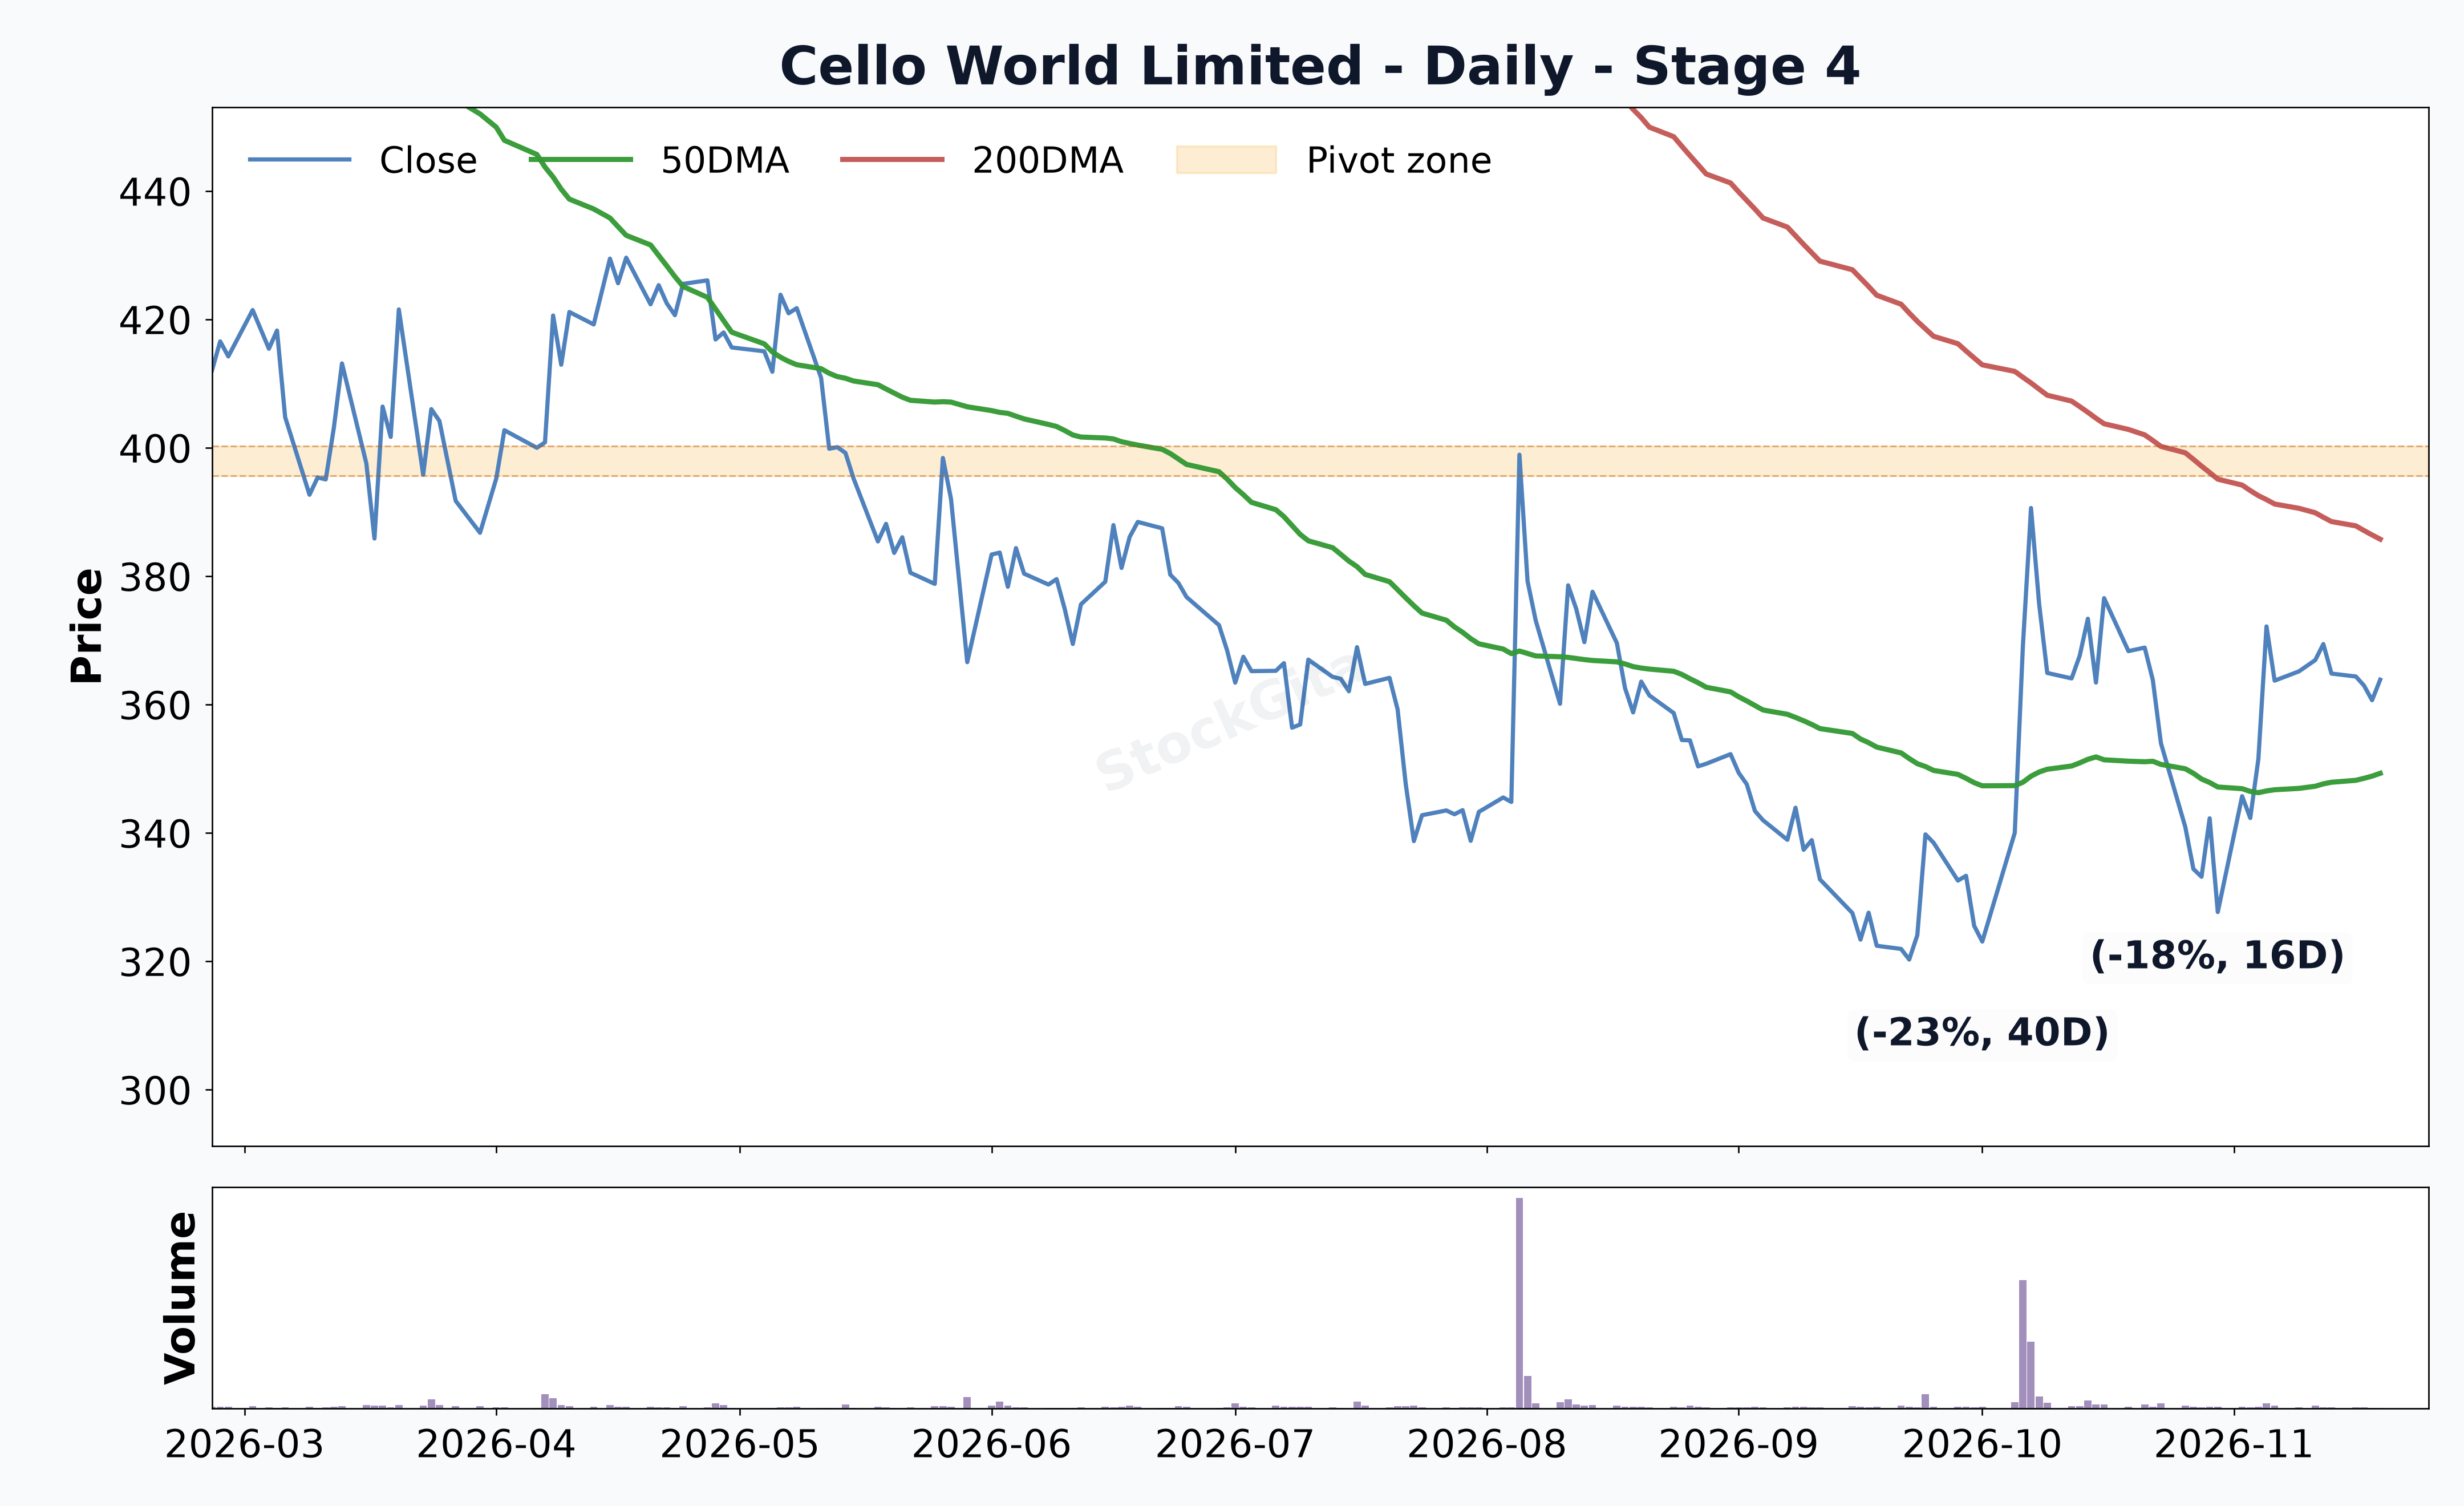 Cello World Limited - Daily - Stage 4
Close 50DMA 200DMA Pivot zone
Price
440
420
400
380
360
340
320
300
StockGita
(-18%, 16D)
(-23%, 40D)
Volume
2026-03 2026-04 2026-05 2026-06 2026-07 2026-08 2026-09 2026-10 2026-11